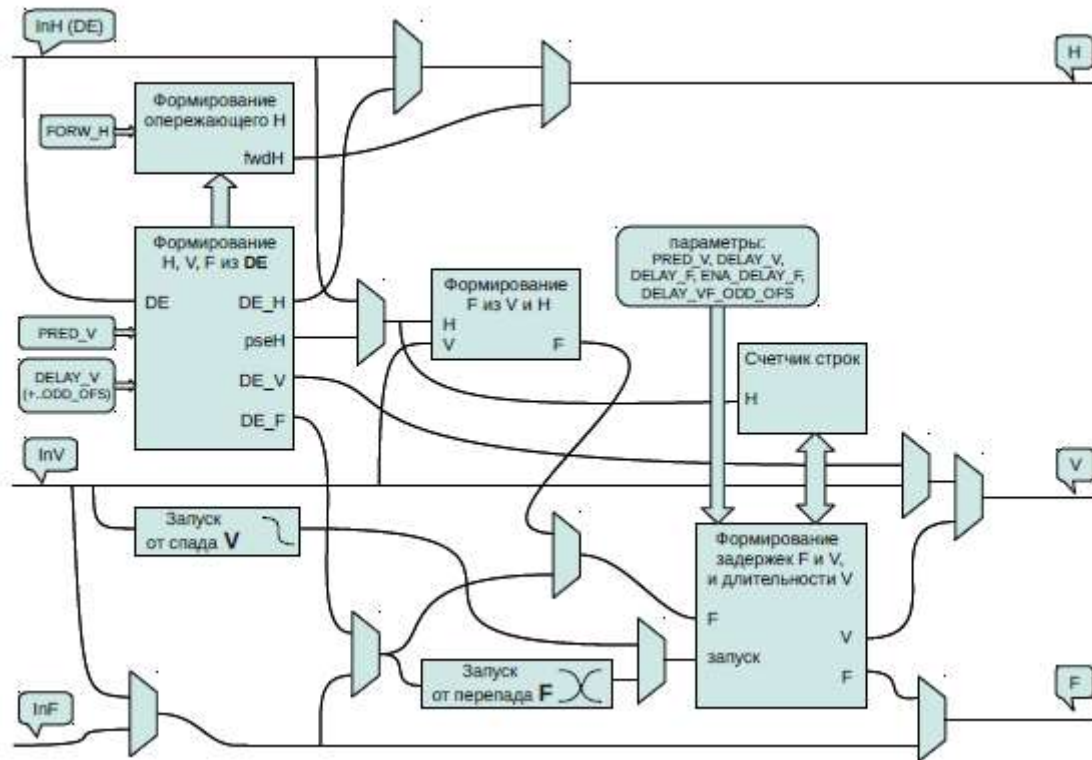 InH (DE)
H
Формирование
опережающего H
FORW_H
fwdH
Формирование
H, V, F из DE
DE
DE_H
pseH
DE_V
DE_F
PRED_V
DELAY_V
(+..ODD_OFS)
Формирование
F из V и H
H
V
F
параметры:
PRED_V, DELAY_V,
DELAY_F, ENA_DELAY_F,
DELAY_VF_ODD_OFS
Счетчик строк
H
InV
V
Запуск
от спада V
Формирование
задержек F и V,
и длительности V
F
запуск
V
F
Запуск
от перепада F
InF
F